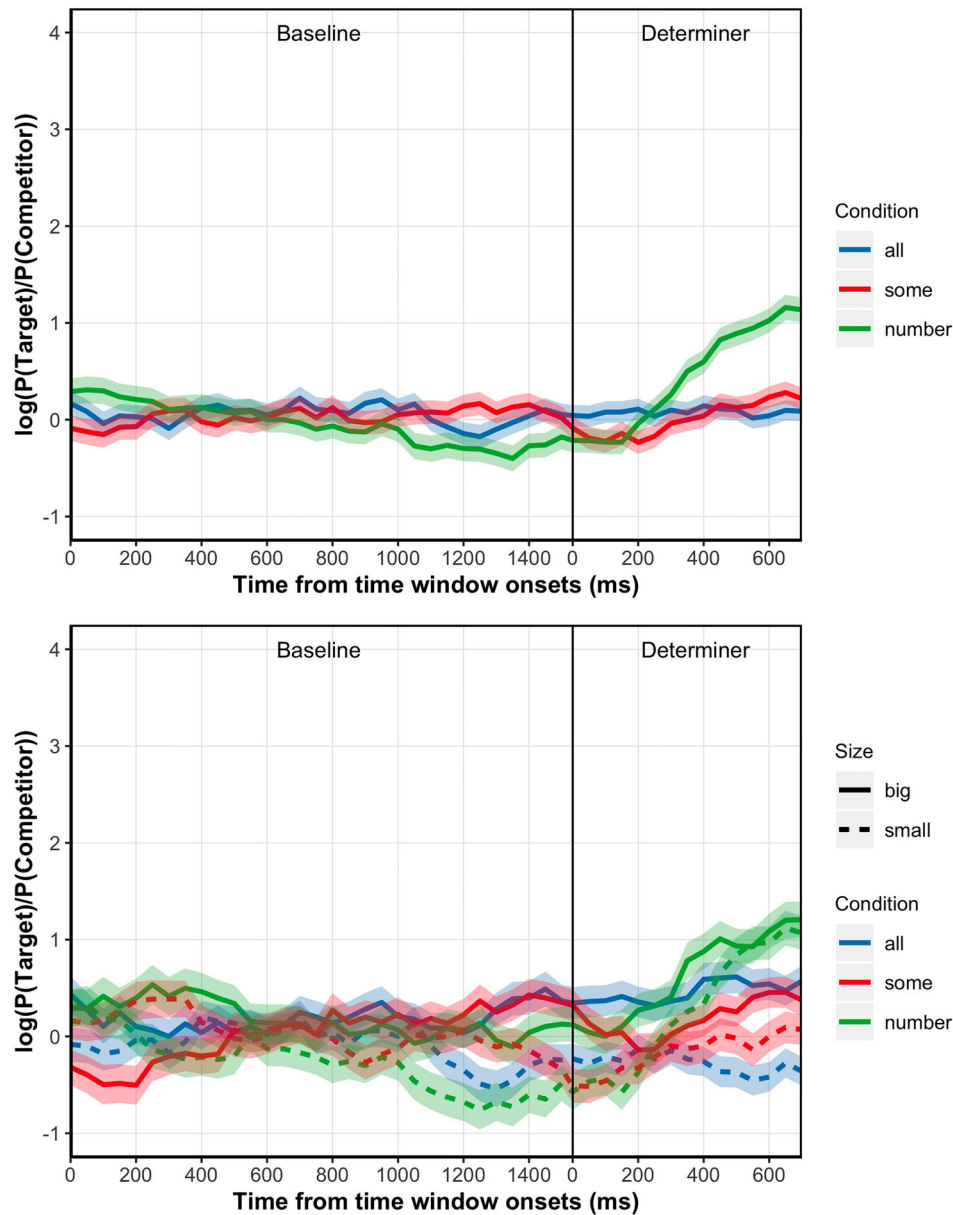 Baseline
Determiner
4
3
2
1
0
-1
log(P(Target)/P(Competitor))
0 200 400 600 800 1000 1200 1400 0 200 400 600
Time from time window onsets (ms)
Condition
all
some
number
Baseline
Determiner
4
3
2
1
0
-1
log(P(Target)/P(Competitor))
0 200 400 600 800 1000 1200 1400 0 200 400 600
Time from time window onsets (ms)
Size
big
small
Condition
all
some
number